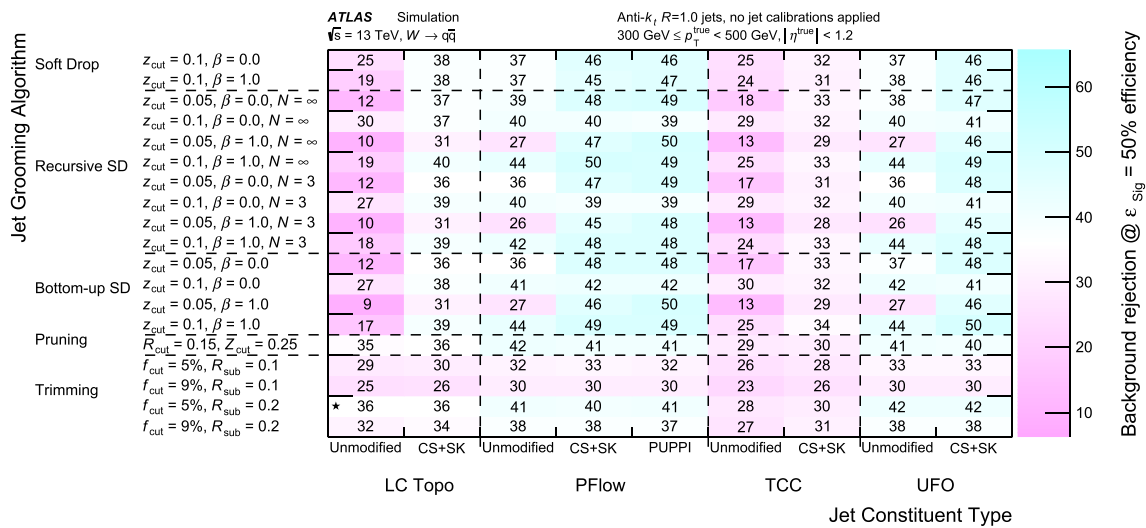 ATLAS Simulation
√s = 13 TeV, W → qq̅
Anti-k_t R=1.0 jets, no jet calibrations applied
300 GeV ≤ p_T^true < 500 GeV, |η^true| < 1.2
Jet Grooming Algorithm
Soft Drop
z_cut = 0.1, β = 0.0 25 38 37 46 46 25 32 37 46
z_cut = 0.1, β = 1.0 19 38 37 45 47 24 31 38 46
Recursive SD
z_cut = 0.05, β = 0.0, N = ∞ 12 37 39 48 49 18 33 38 47
z_cut = 0.1, β = 0.0, N = ∞ 30 37 40 40 39 29 32 40 41
z_cut = 0.05, β = 1.0, N = ∞ 10 31 27 47 50 13 29 27 46
z_cut = 0.1, β = 1.0, N = ∞ 19 40 44 50 49 25 33 44 49
z_cut = 0.05, β = 0.0, N = 3 12 36 36 47 49 17 31 36 48
z_cut = 0.1, β = 0.0, N = 3 27 39 40 39 39 29 32 40 41
z_cut = 0.05, β = 1.0, N = 3 10 31 26 45 48 13 28 26 45
z_cut = 0.1, β = 1.0, N = 3 18 39 42 48 48 24 33 44 48
Bottom-up SD
z_cut = 0.05, β = 0.0 12 36 36 48 48 17 33 37 48
z_cut = 0.1, β = 0.0 27 38 41 42 42 30 32 42 41
z_cut = 0.05, β = 1.0 9 31 27 46 50 13 29 27 46
z_cut = 0.1, β = 1.0 17 39 44 49 49 25 34 44 50
Pruning
R_cut = 0.15, Z_cut = 0.25 35 36 42 41 41 29 30 41 40
Trimming
f_cut = 5%, R_sub = 0.1 29 30 32 33 32 26 28 33 33
f_cut = 9%, R_sub = 0.1 25 26 30 30 30 23 26 30 30
f_cut = 5%, R_sub = 0.2 ★ 36 36 41 40 41 28 30 42 42
f_cut = 9%, R_sub = 0.2 32 34 38 38 37 27 31 38 38
Unmodified CS+SK Unmodified CS+SK PUPPI Unmodified CS+SK Unmodified CS+SK
LC Topo PFlow TCC UFO
Jet Constituent Type
60
50
40
30
20
10
Background rejection @ ε_Sig = 50% efficiency